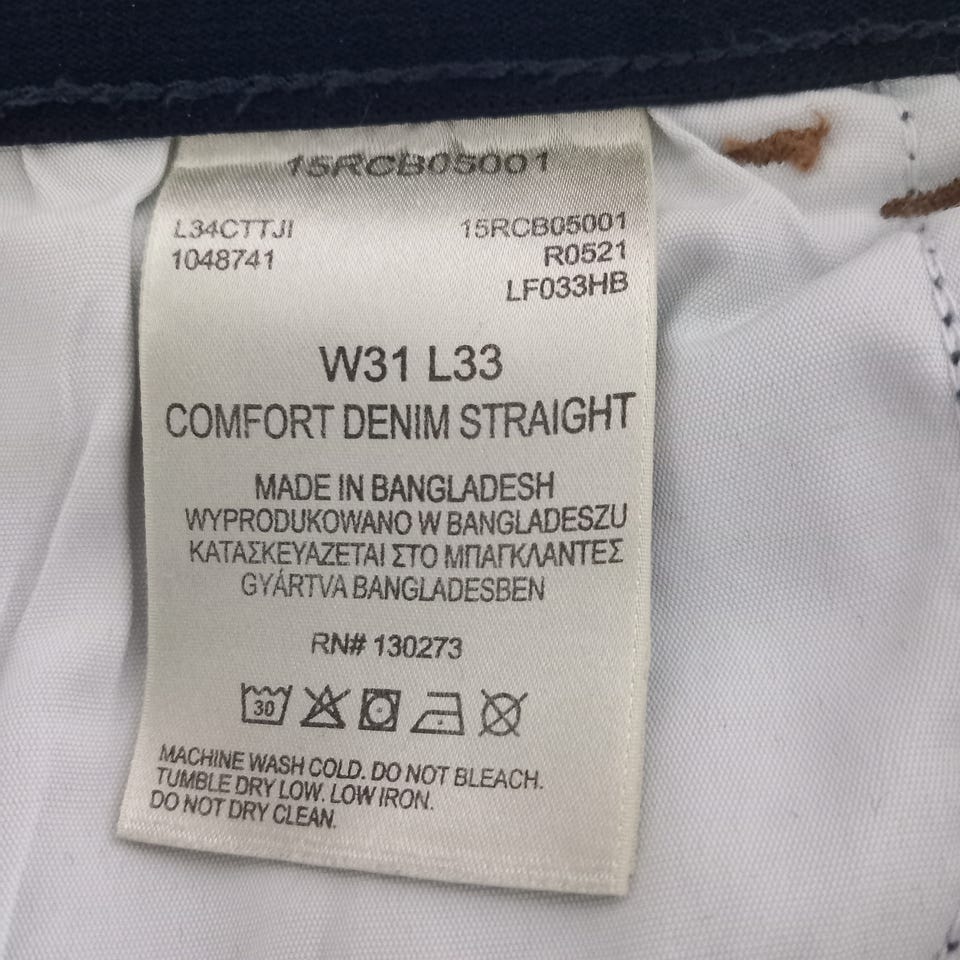 15RCB05001
L34CTTJI 15RCB05001
1048741 R0521
LF033HB
W31 L33
COMFORT DENIM STRAIGHT
MADE IN BANGLADESH
WYPRODUKOWANO W BANGLADESZU
ΚΑΤΑΣΚΕΥΑΖΕΤΑΙ ΣΤΟ ΜΠΑΓΚΛΑΝΤΕΣ
GYÁRTVA BANGLADESBEN
RN# 130273
30
MACHINE WASH COLD. DO NOT BLEACH.
TUMBLE DRY LOW. LOW IRON.
DO NOT DRY CLEAN.